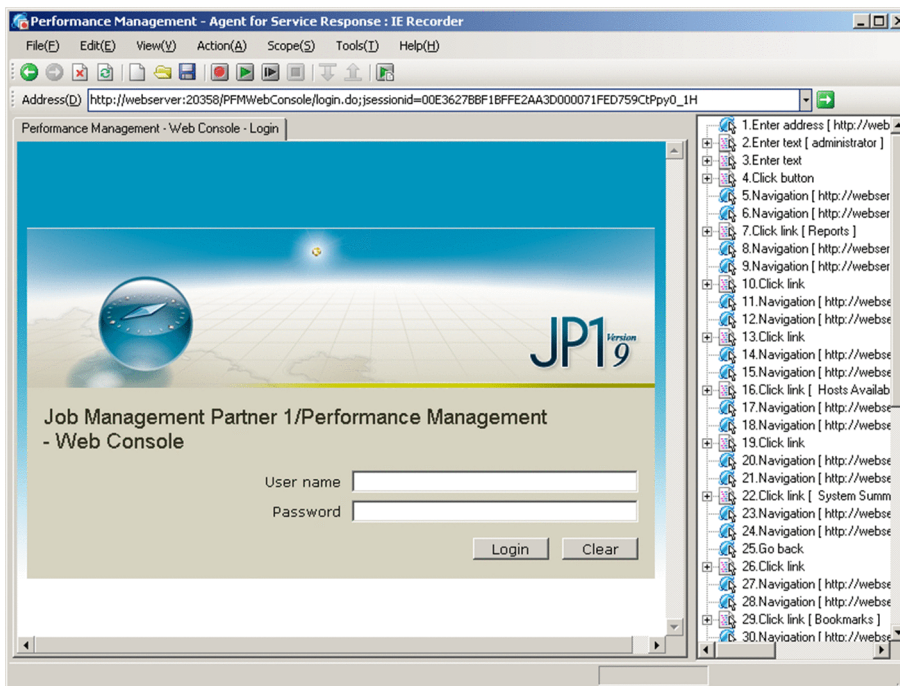 Performance Management - Agent for Service Response : IE Recorder
File(F) Edit(E) View(V) Action(A) Scope(S) Tools(T) Help(H)
Address(D) http://webserver:20358/PFMWebConsole/login.do;jsessionid=00E3627BBF1BFFE2AA3D000071FED759CtPpy0_1H
Performance Management - Web Console - Login
JP1 Version 9
Job Management Partner 1/Performance Management
- Web Console
User name
Password
Login Clear
1.Enter address [ http://web
2.Enter text [ administrator ]
3.Enter text
4.Click button
5.Navigation [ http://webser
6.Navigation [ http://webser
7.Click link [ Reports ]
8.Navigation [ http://webser
9.Navigation [ http://webser
10.Click link
11.Navigation [ http://webse
12.Navigation [ http://webse
13.Click link
14.Navigation [ http://webse
15.Navigation [ http://webse
16.Click link [ Hosts Availab
17.Navigation [ http://webse
18.Navigation [ http://webse
19.Click link
20.Navigation [ http://webse
21.Navigation [ http://webse
22.Click link [ System Summ
23.Navigation [ http://webse
24.Navigation [ http://webse
25.Go back
26.Click link
27.Navigation [ http://webse
28.Navigation [ http://webse
29.Click link [ Bookmarks ]
30.Navigation [ http://webse